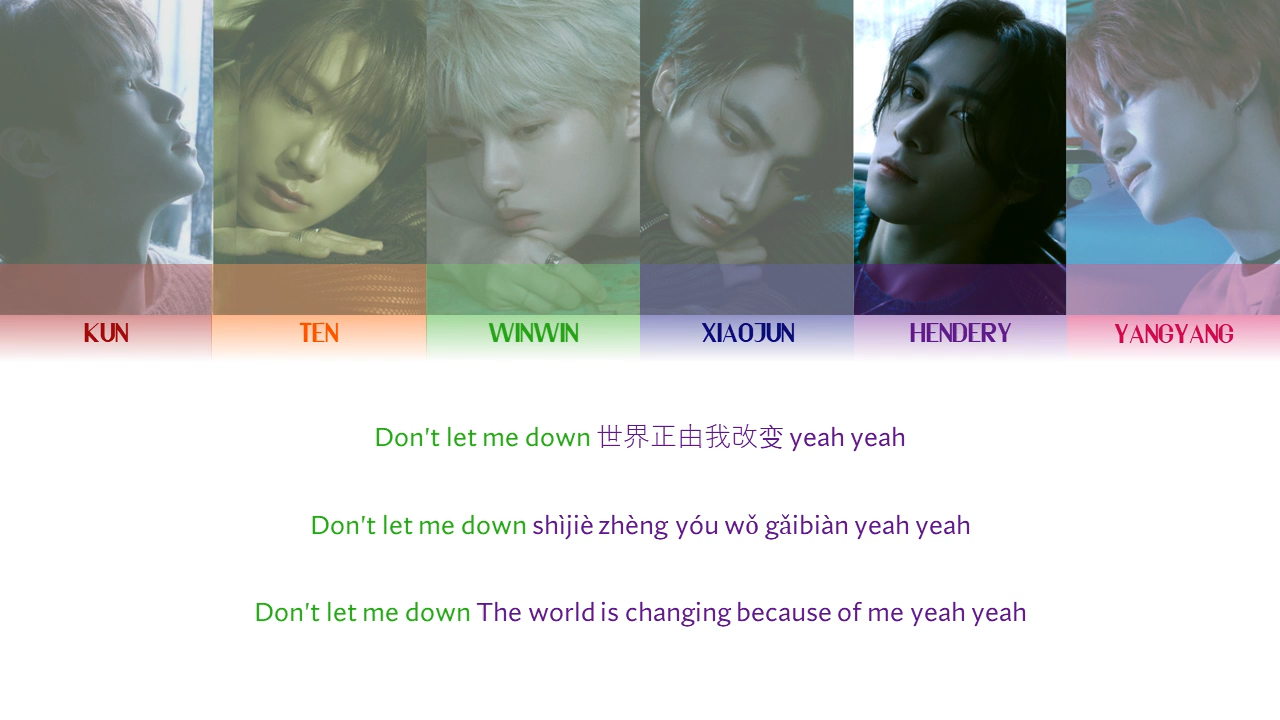 KUN TEN WINWIN XIAOJUN HENDERY YANGYANG
Don't let me down 世界正由我改变 yeah yeah
Don't let me down shìjiè zhèng yóu wǒ gǎibiàn yeah yeah
Don't let me down The world is changing because of me yeah yeah